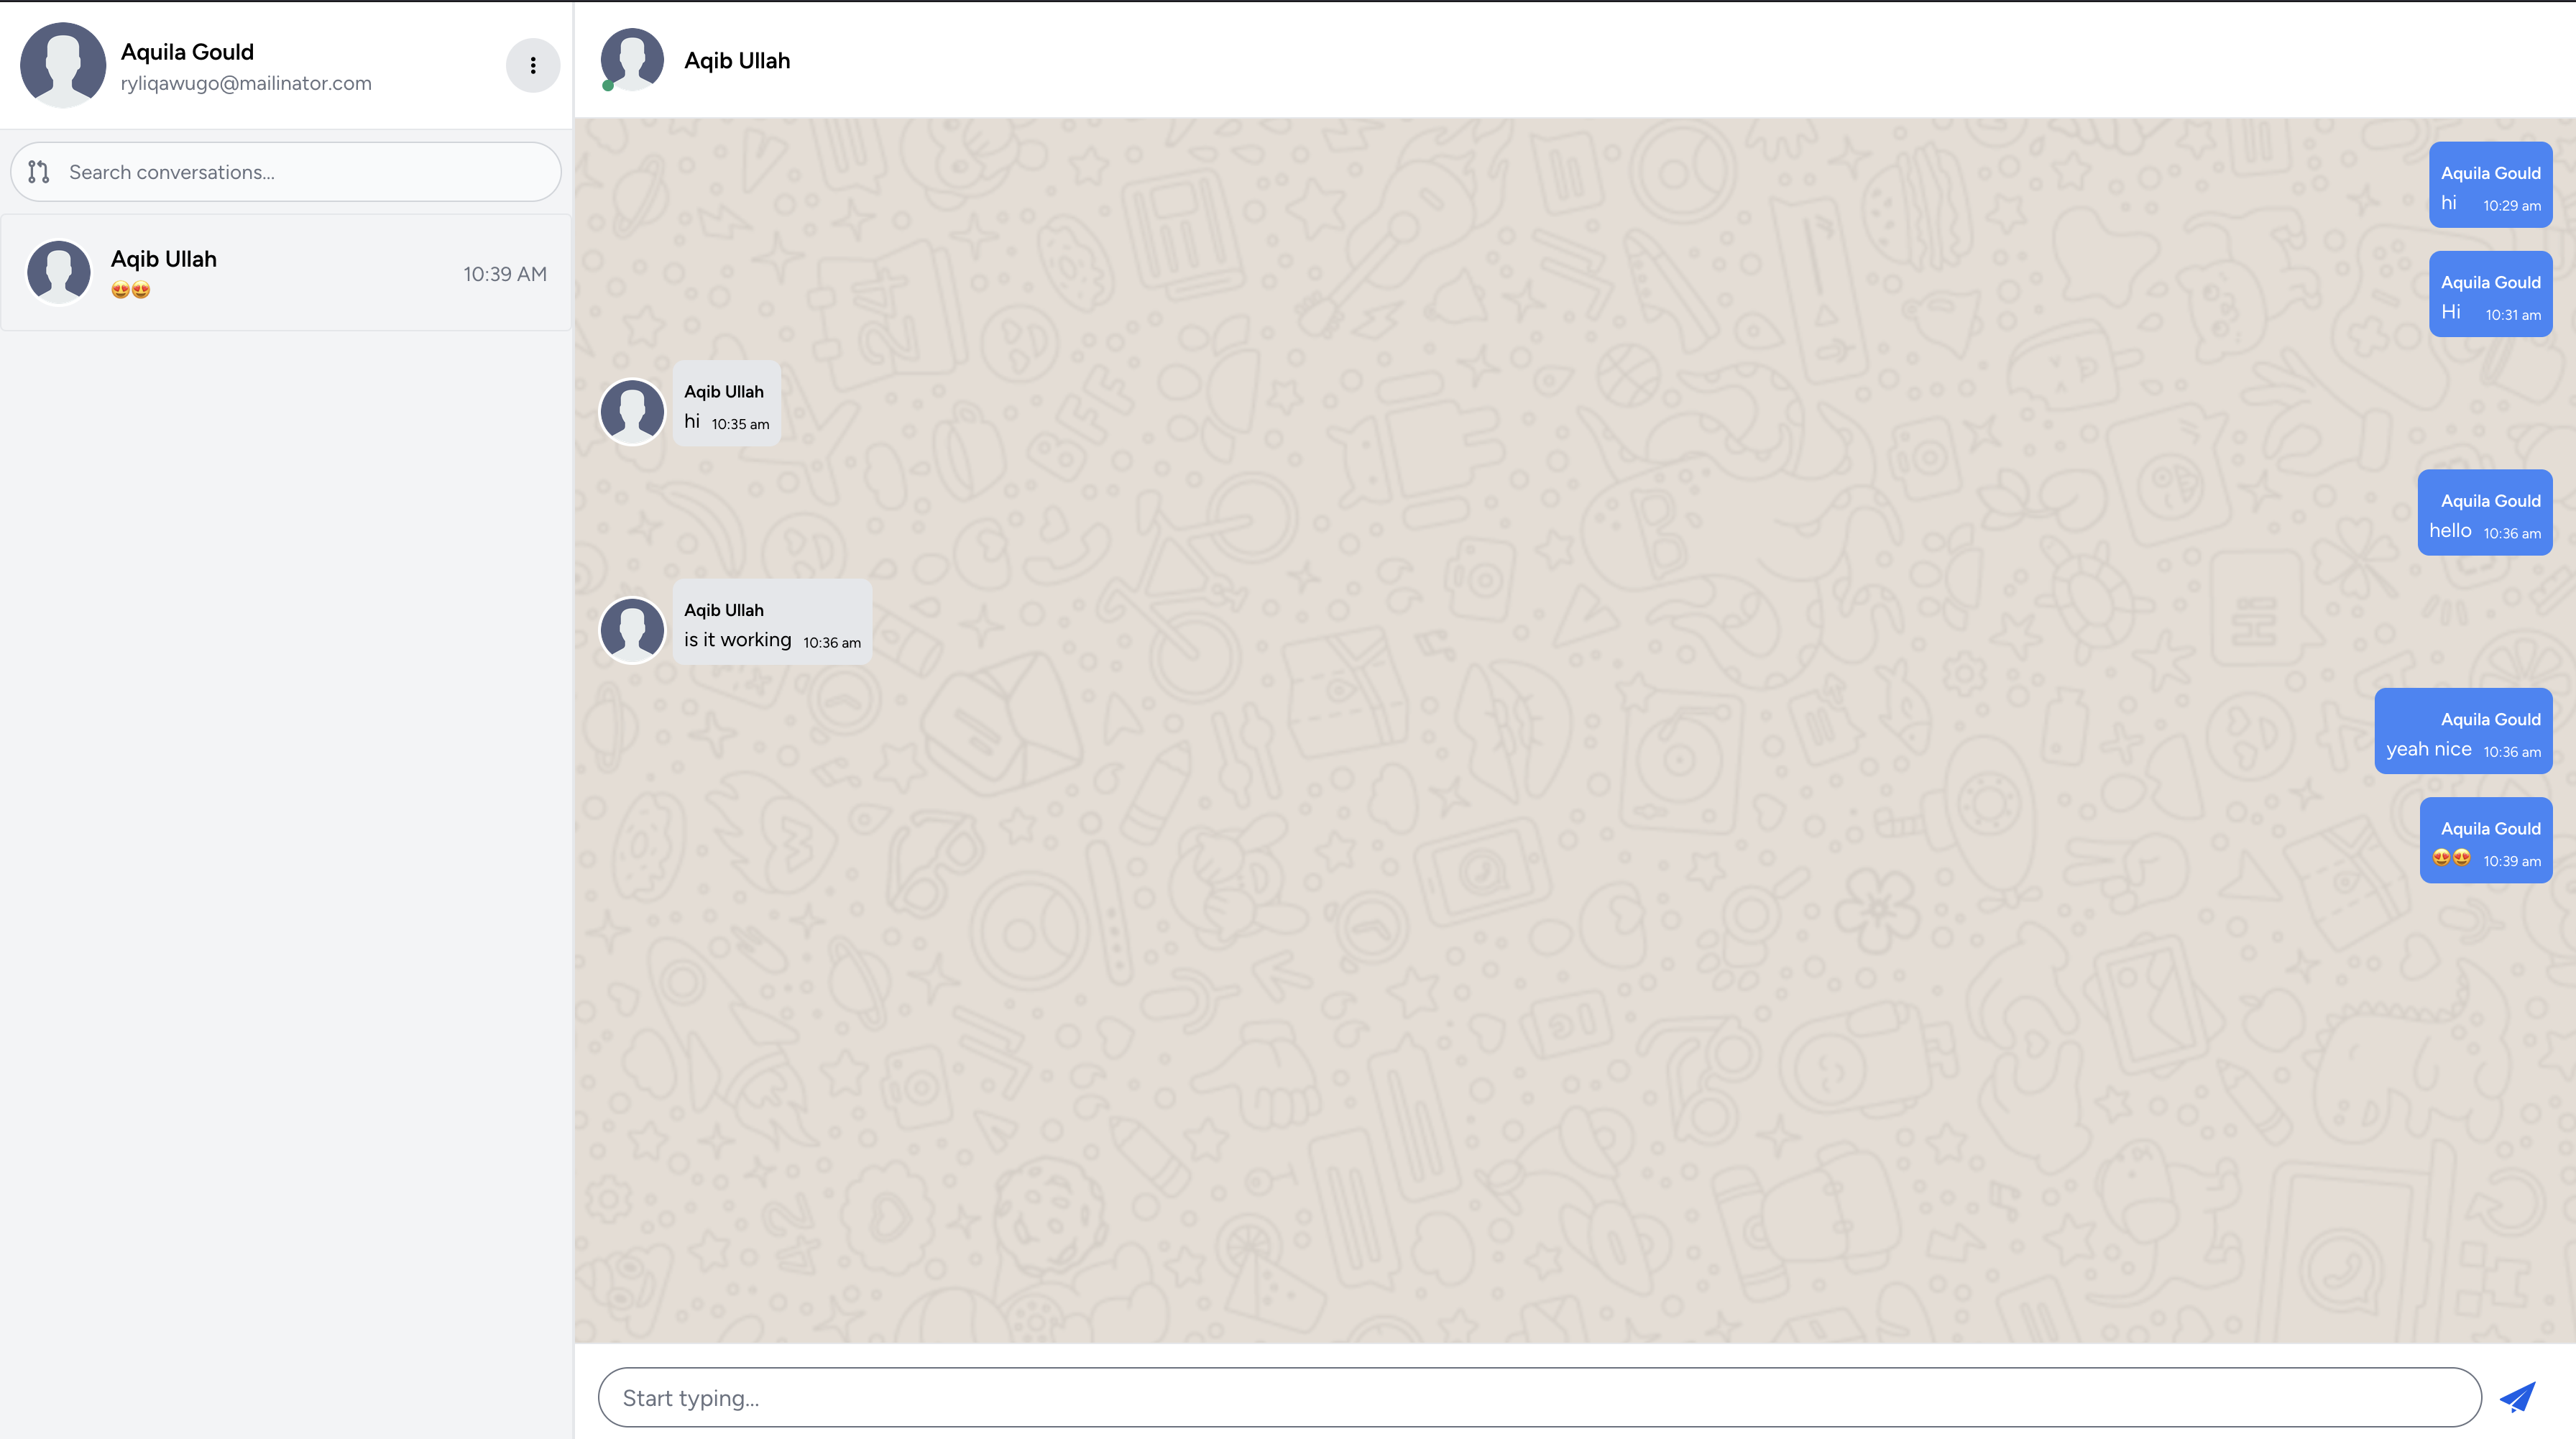 Aquila Gould
ryliqawugo@mailinator.com
Search conversations...
Aqib Ullah
😍😍
10:39 AM
Aqib Ullah
Aquila Gould
hi 10:29 am
Aquila Gould
Hi 10:31 am
Aqib Ullah
hi 10:35 am
Aquila Gould
hello 10:36 am
Aqib Ullah
is it working 10:36 am
Aquila Gould
yeah nice 10:36 am
Aquila Gould
😍😍 10:39 am
Start typing...